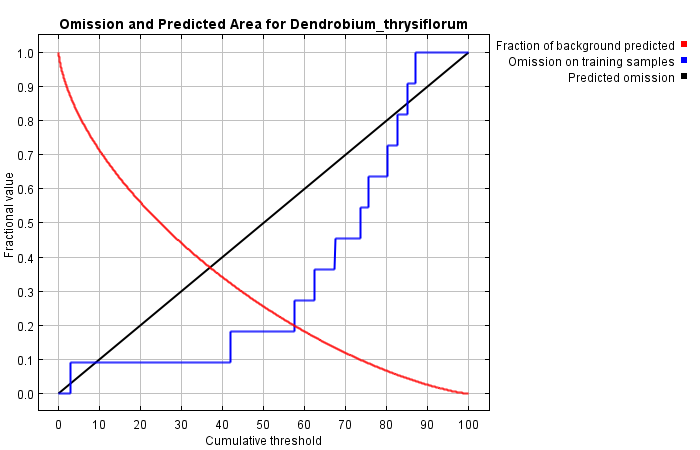 Omission and Predicted Area for Dendrobium_thrysiflorum
Fraction of background predicted
Omission on training samples
Predicted omission
Fractional value
1.0
0.9
0.8
0.7
0.6
0.5
0.4
0.3
0.2
0.1
0.0
0 10 20 30 40 50 60 70 80 90 100
Cumulative threshold